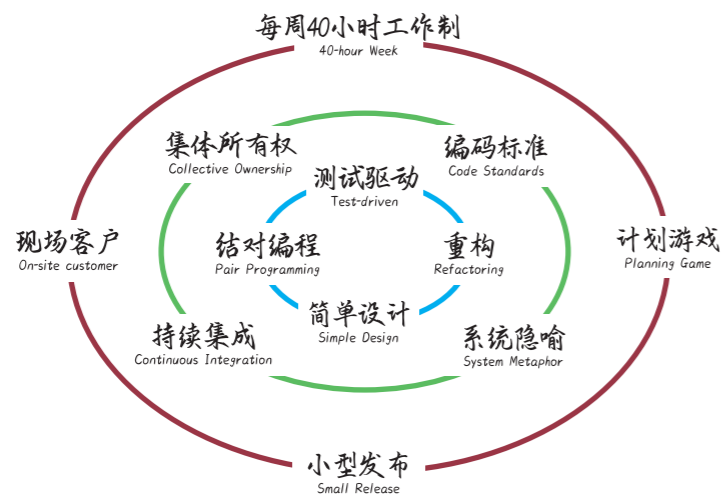 每周40小时工作制
40-hour Week
集体所有权
Collective Ownership
编码标准
Code Standards
测试驱动
Test-driven
现场客户
On-site customer
结对编程
Pair Programming
重构
Refactoring
计划游戏
Planning Game
简单设计
Simple Design
持续集成
Continuous Integration
系统隐喻
System Metaphor
小型发布
Small Release